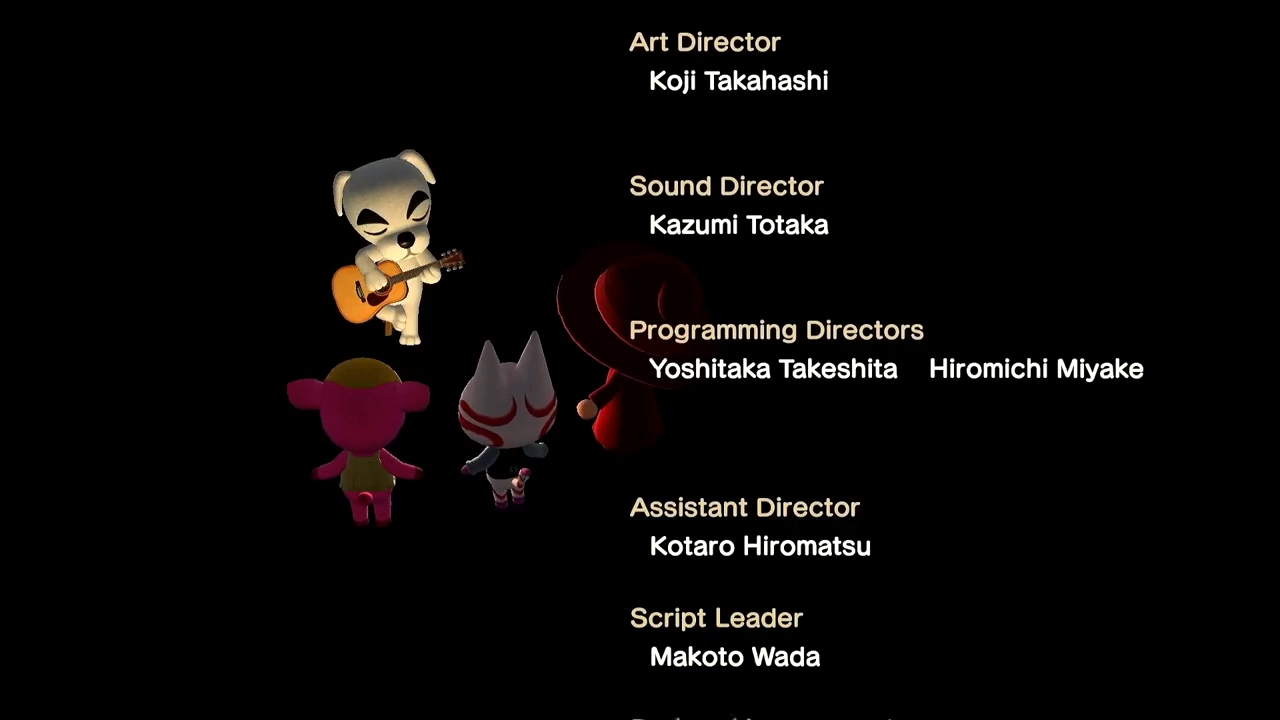 Art Director
Koji Takahashi
Sound Director
Kazumi Totaka
Programming Directors
Yoshitaka Takeshita Hiromichi Miyake
Assistant Director
Kotaro Hiromatsu
Script Leader
Makoto Wada